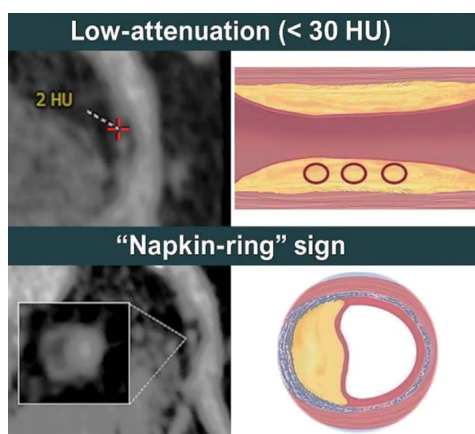 Low-attenuation (< 30 HU)
2 HU
“Napkin-ring” sign